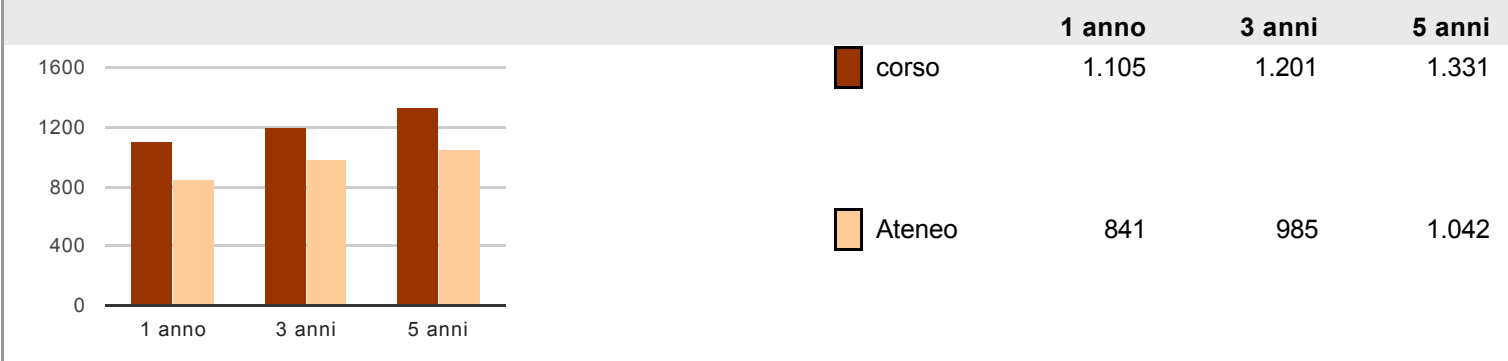 1 anno 3 anni 5 anni
1600
1200
800
400
0
1 anno 3 anni 5 anni
corso 1.105 1.201 1.331
Ateneo 841 985 1.042